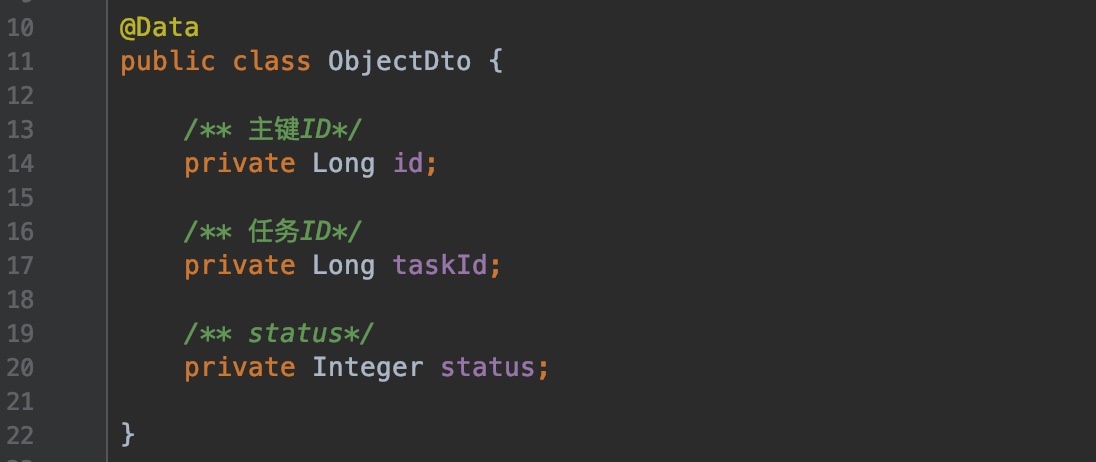 10 @Data
11 public class ObjectDto {
12
13 /** 主键ID*/
14 private Long id;
15
16 /** 任务ID*/
17 private Long taskId;
18
19 /** status*/
20 private Integer status;
21
22 }